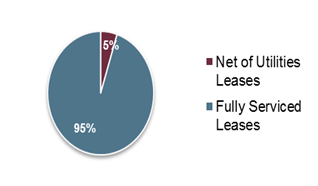 5%
95%
Net of Utilities
Leases
Fully Serviced
Leases